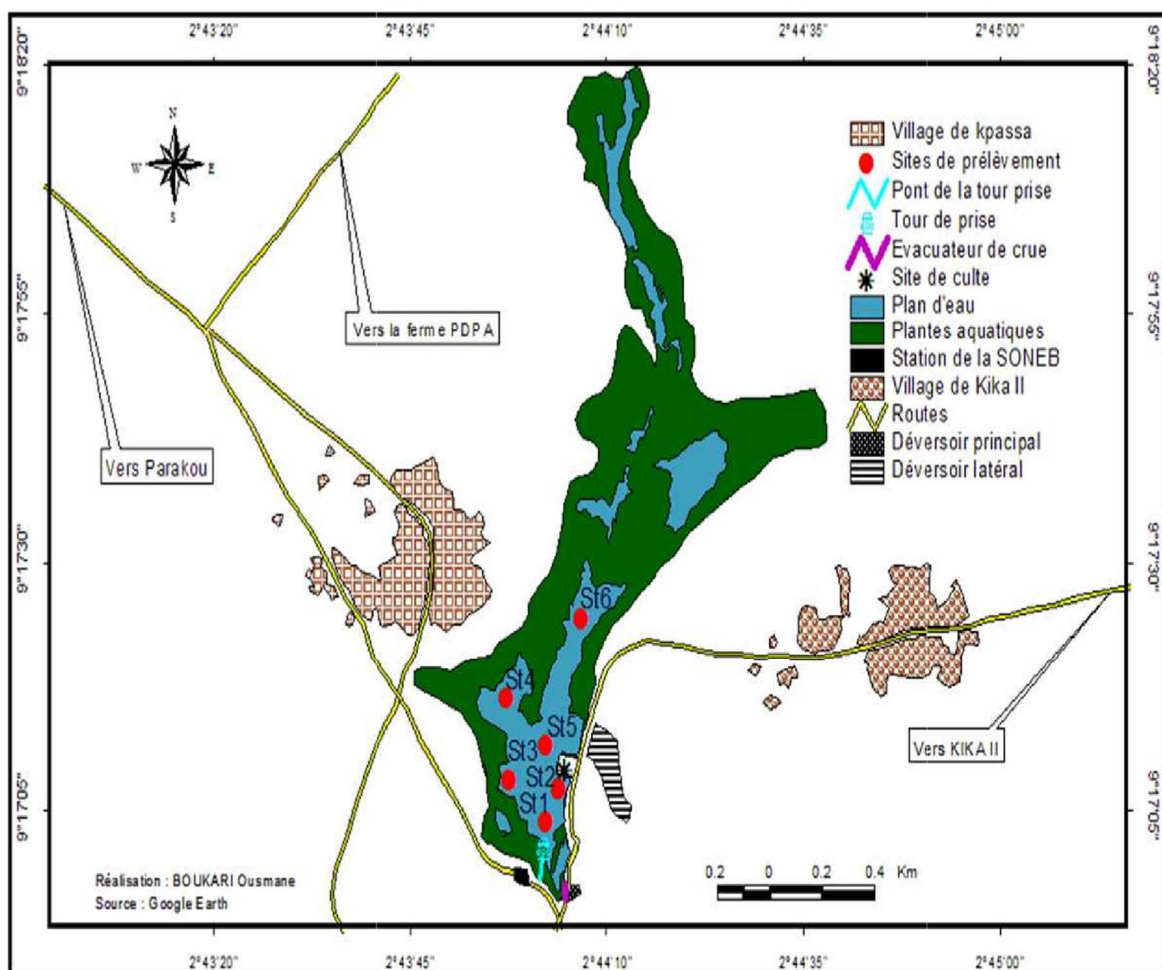 2°43'20"
2°43'45"
2°44'10"
2°44'35"
2°45'00"
9°18'20"
9°18'20"
N
W
E
S
Village de kpassa
Sites de prélèvement
Pont de la tour prise
Tour de prise
Evacuateur de crue
Site de culte
Plan d'eau
Plantes aquatiques
Station de la SONEB
Village de Kika II
Routes
Déversoir principal
Déversoir latéral
9°17'55"
9°17'55"
Vers la ferme PDPA
Vers Parakou
9°17'30"
9°17'30"
St6
St4
St5
St3
St2
St1
Vers KIKA II
9°17'05"
9°17'05"
Réalisation : BOUKARI Ousmane
Source : Google Earth
0.2 0 0.2 0.4 Km
2°43'20"
2°43'45"
2°44'10"
2°44'35"
2°45'00"